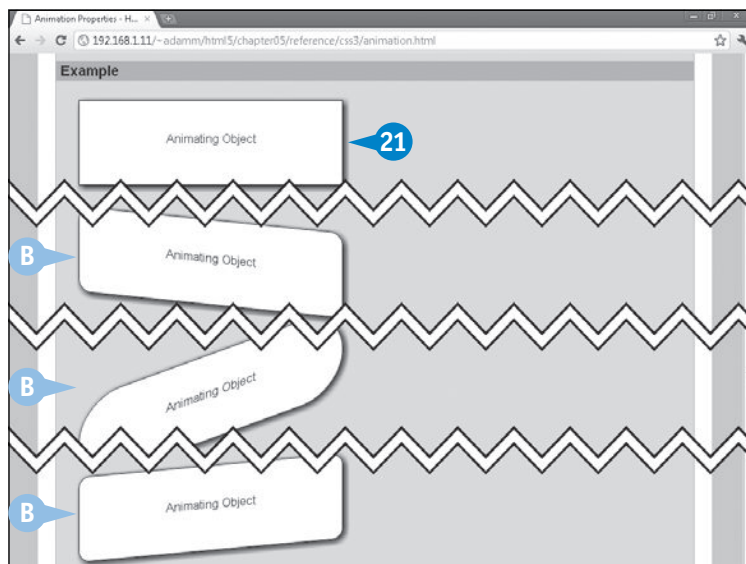 Animation Properties - H...
192.168.1.11/~adamm/html5/chapter05/reference/css3/animation.html
Example
Animating Object
21
B
Animating Object
B
Animating Object
B
Animating Object